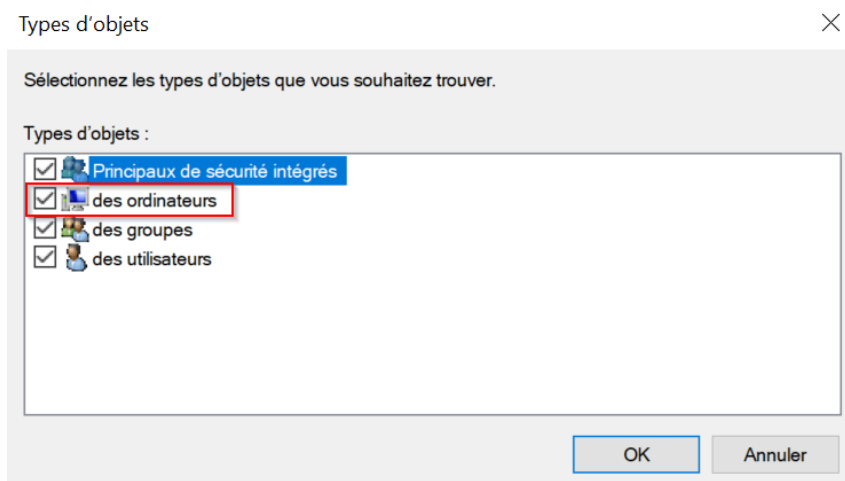 Types d'objets
Sélectionnez les types d'objets que vous souhaitez trouver.
Types d'objets :
Principaux de sécurité intégrés
des ordinateurs
des groupes
des utilisateurs
OK
Annuler